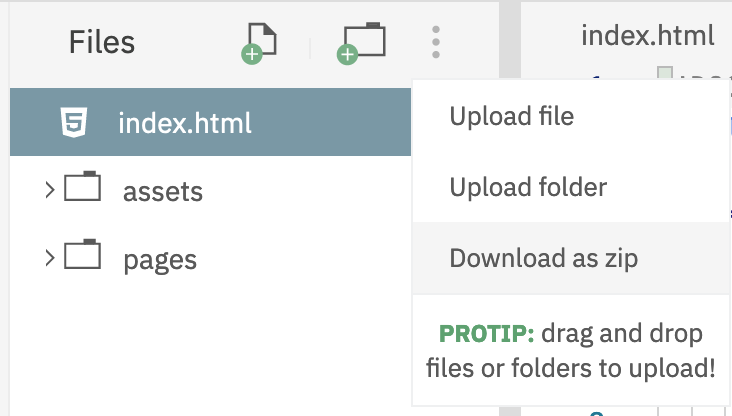 Files
index.html
index.html
Upload file
assets
Upload folder
pages
Download as zip
PROTIP: drag and drop
files or folders to upload!